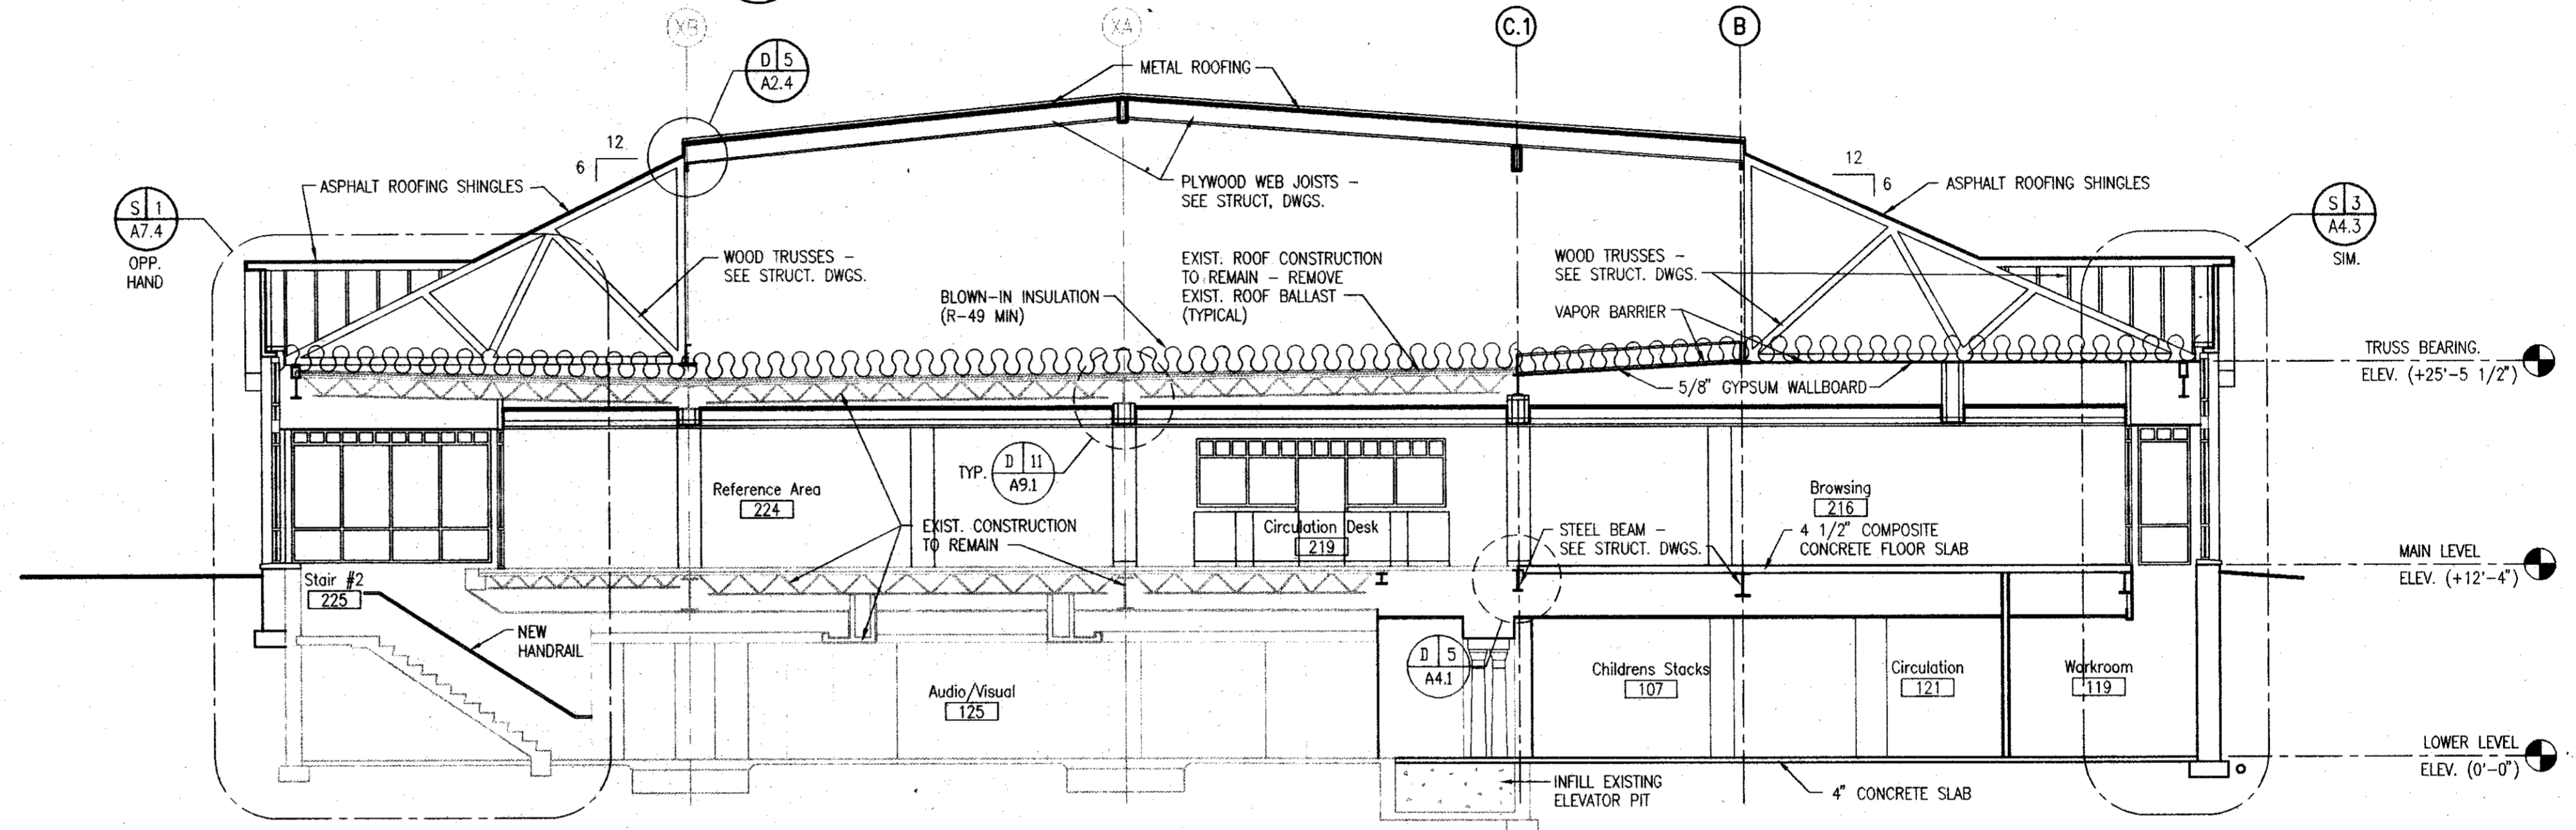 XB
XA
C.1
B
D 5
A2.4
METAL ROOFING
12
6
12
6
ASPHALT ROOFING SHINGLES
PLYWOOD WEB JOISTS –
SEE STRUCT, DWGS.
ASPHALT ROOFING SHINGLES
S 1
A7.4
OPP.
HAND
S 3
A4.3
SIM.
WOOD TRUSSES –
SEE STRUCT. DWGS.
EXIST. ROOF CONSTRUCTION
TO REMAIN – REMOVE
EXIST. ROOF BALLAST
(TYPICAL)
WOOD TRUSSES –
SEE STRUCT. DWGS.
BLOWN-IN INSULATION
(R-49 MIN)
VAPOR BARRIER
TRUSS BEARING.
ELEV. (+25'-5 1/2")
5/8" GYPSUM WALLBOARD
TYP.
D 11
A9.1
Reference Area
224
Browsing
216
EXIST. CONSTRUCTION
TO REMAIN
Circulation Desk
219
STEEL BEAM –
SEE STRUCT. DWGS.
4 1/2" COMPOSITE
CONCRETE FLOOR SLAB
MAIN LEVEL
ELEV. (+12'-4")
Stair #2
225
NEW
HANDRAIL
D 5
A4.1
Audio/Visual
125
Childrens Stacks
107
Circulation
121
Workroom
119
LOWER LEVEL
ELEV. (0'-0")
INFILL EXISTING
ELEVATOR PIT
4" CONCRETE SLAB